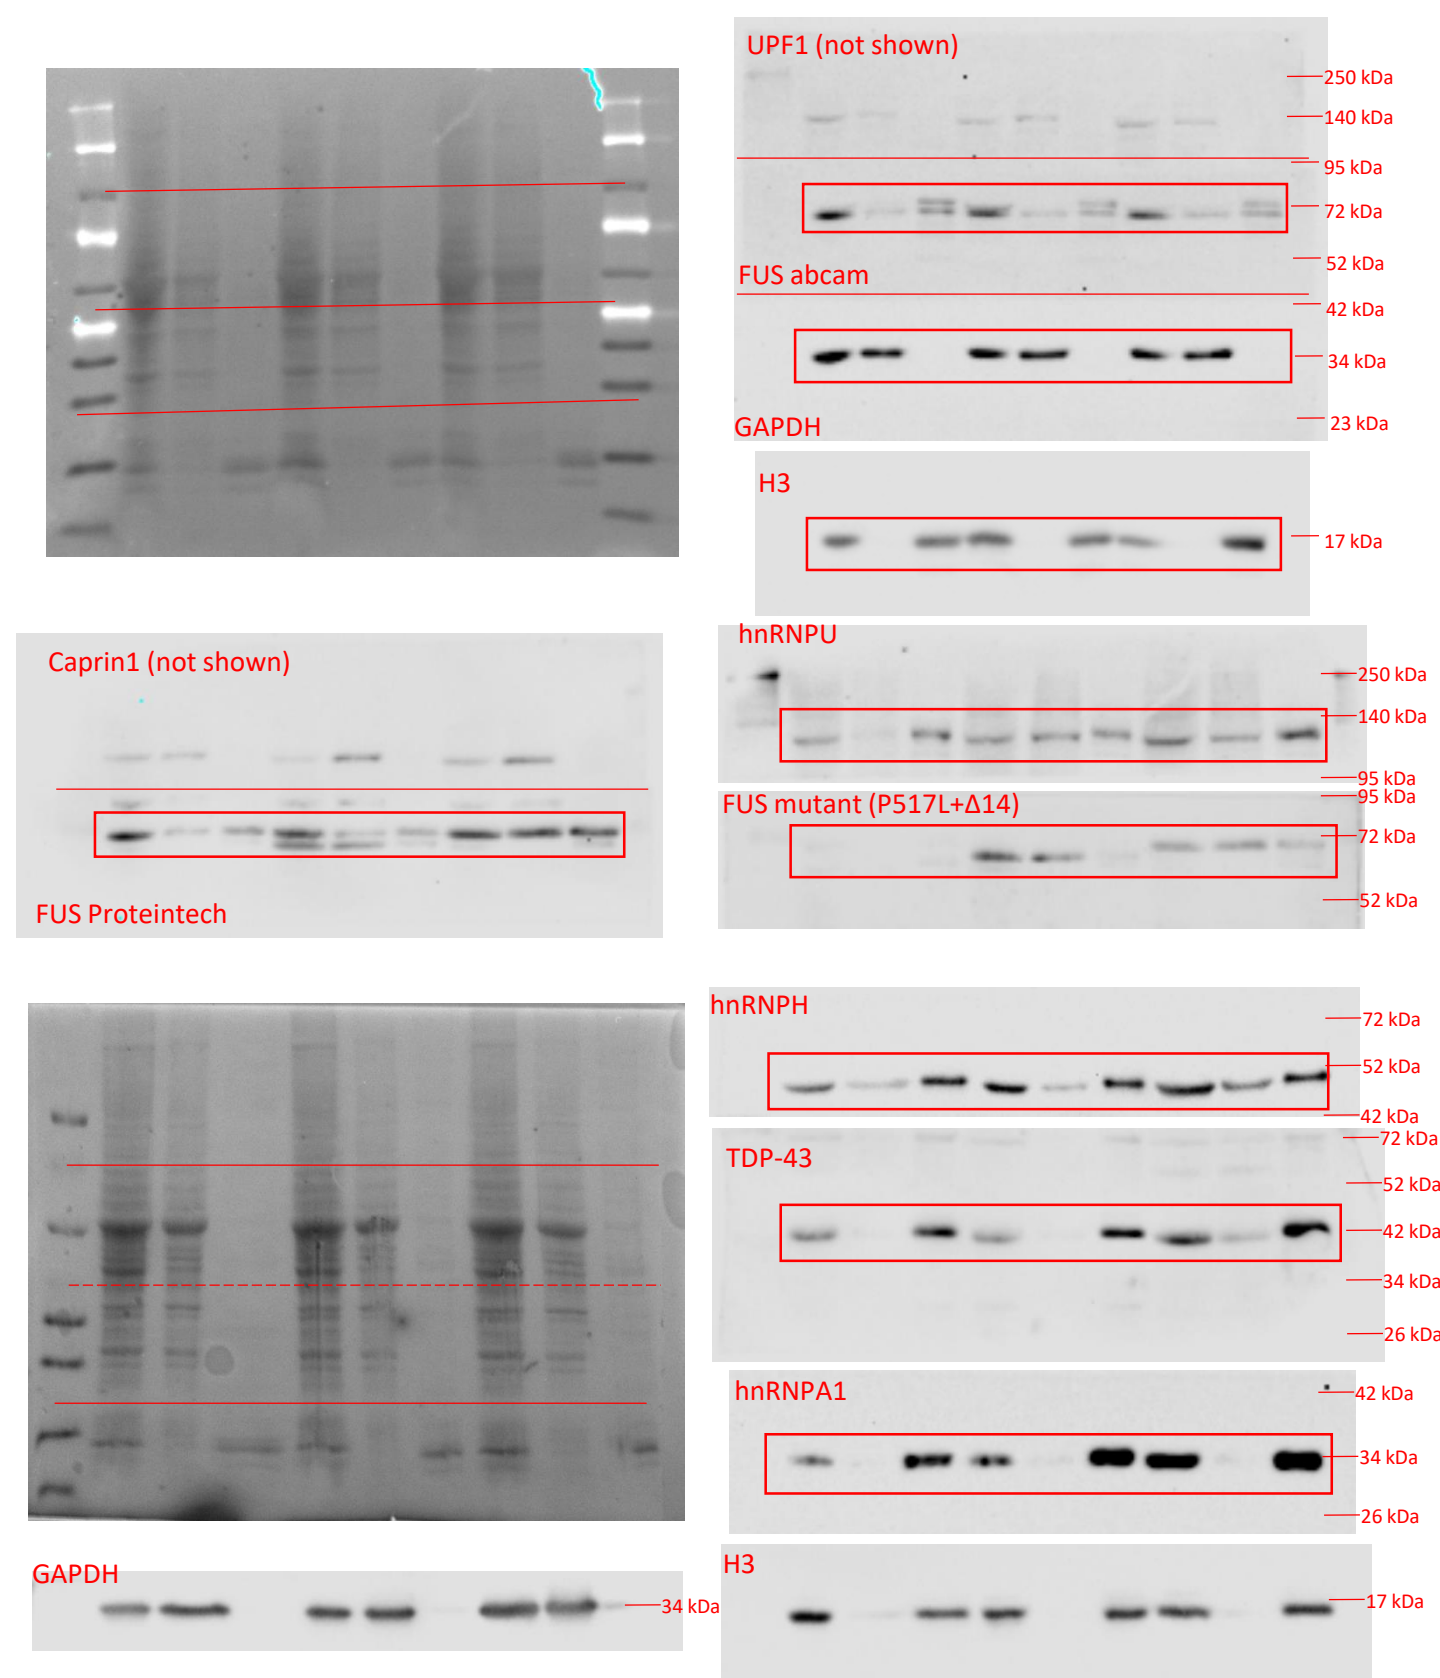 UPF1 (not shown)
250 kDa
140 kDa
95 kDa
72 kDa
52 kDa
FUS abcam
42 kDa
34 kDa
23 kDa
GAPDH
H3
17 kDa
Caprin1 (not shown)
FUS Proteintech
hnRNPU
250 kDa
140 kDa
95 kDa
95 kDa
FUS mutant (P517L+Δ14)
72 kDa
52 kDa
hnRNPH
72 kDa
52 kDa
42 kDa
72 kDa
TDP-43
52 kDa
42 kDa
34 kDa
26 kDa
hnRNPA1
42 kDa
34 kDa
26 kDa
GAPDH
34 kDa
H3
17 kDa